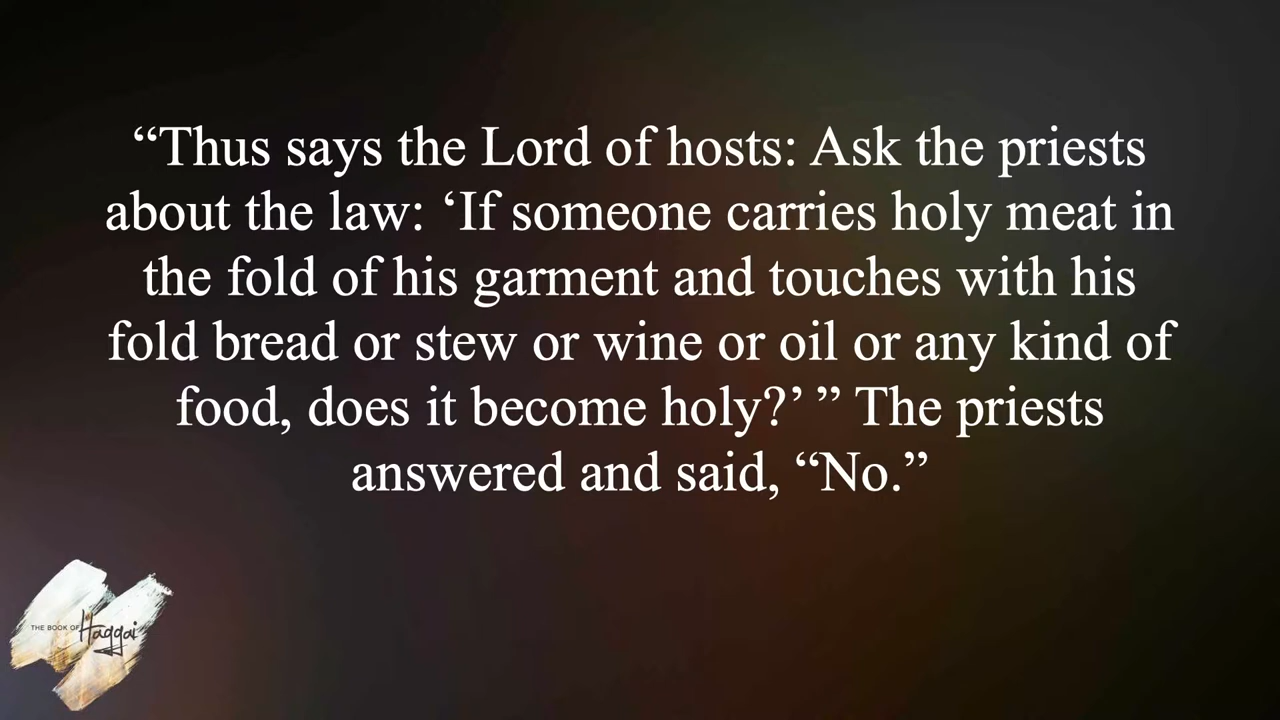 “Thus says the Lord of hosts: Ask the priests
about the law: ‘If someone carries holy meat in
the fold of his garment and touches with his
fold bread or stew or wine or oil or any kind of
food, does it become holy?’ ” The priests
answered and said, “No.”
THE BOOK OF Haggai